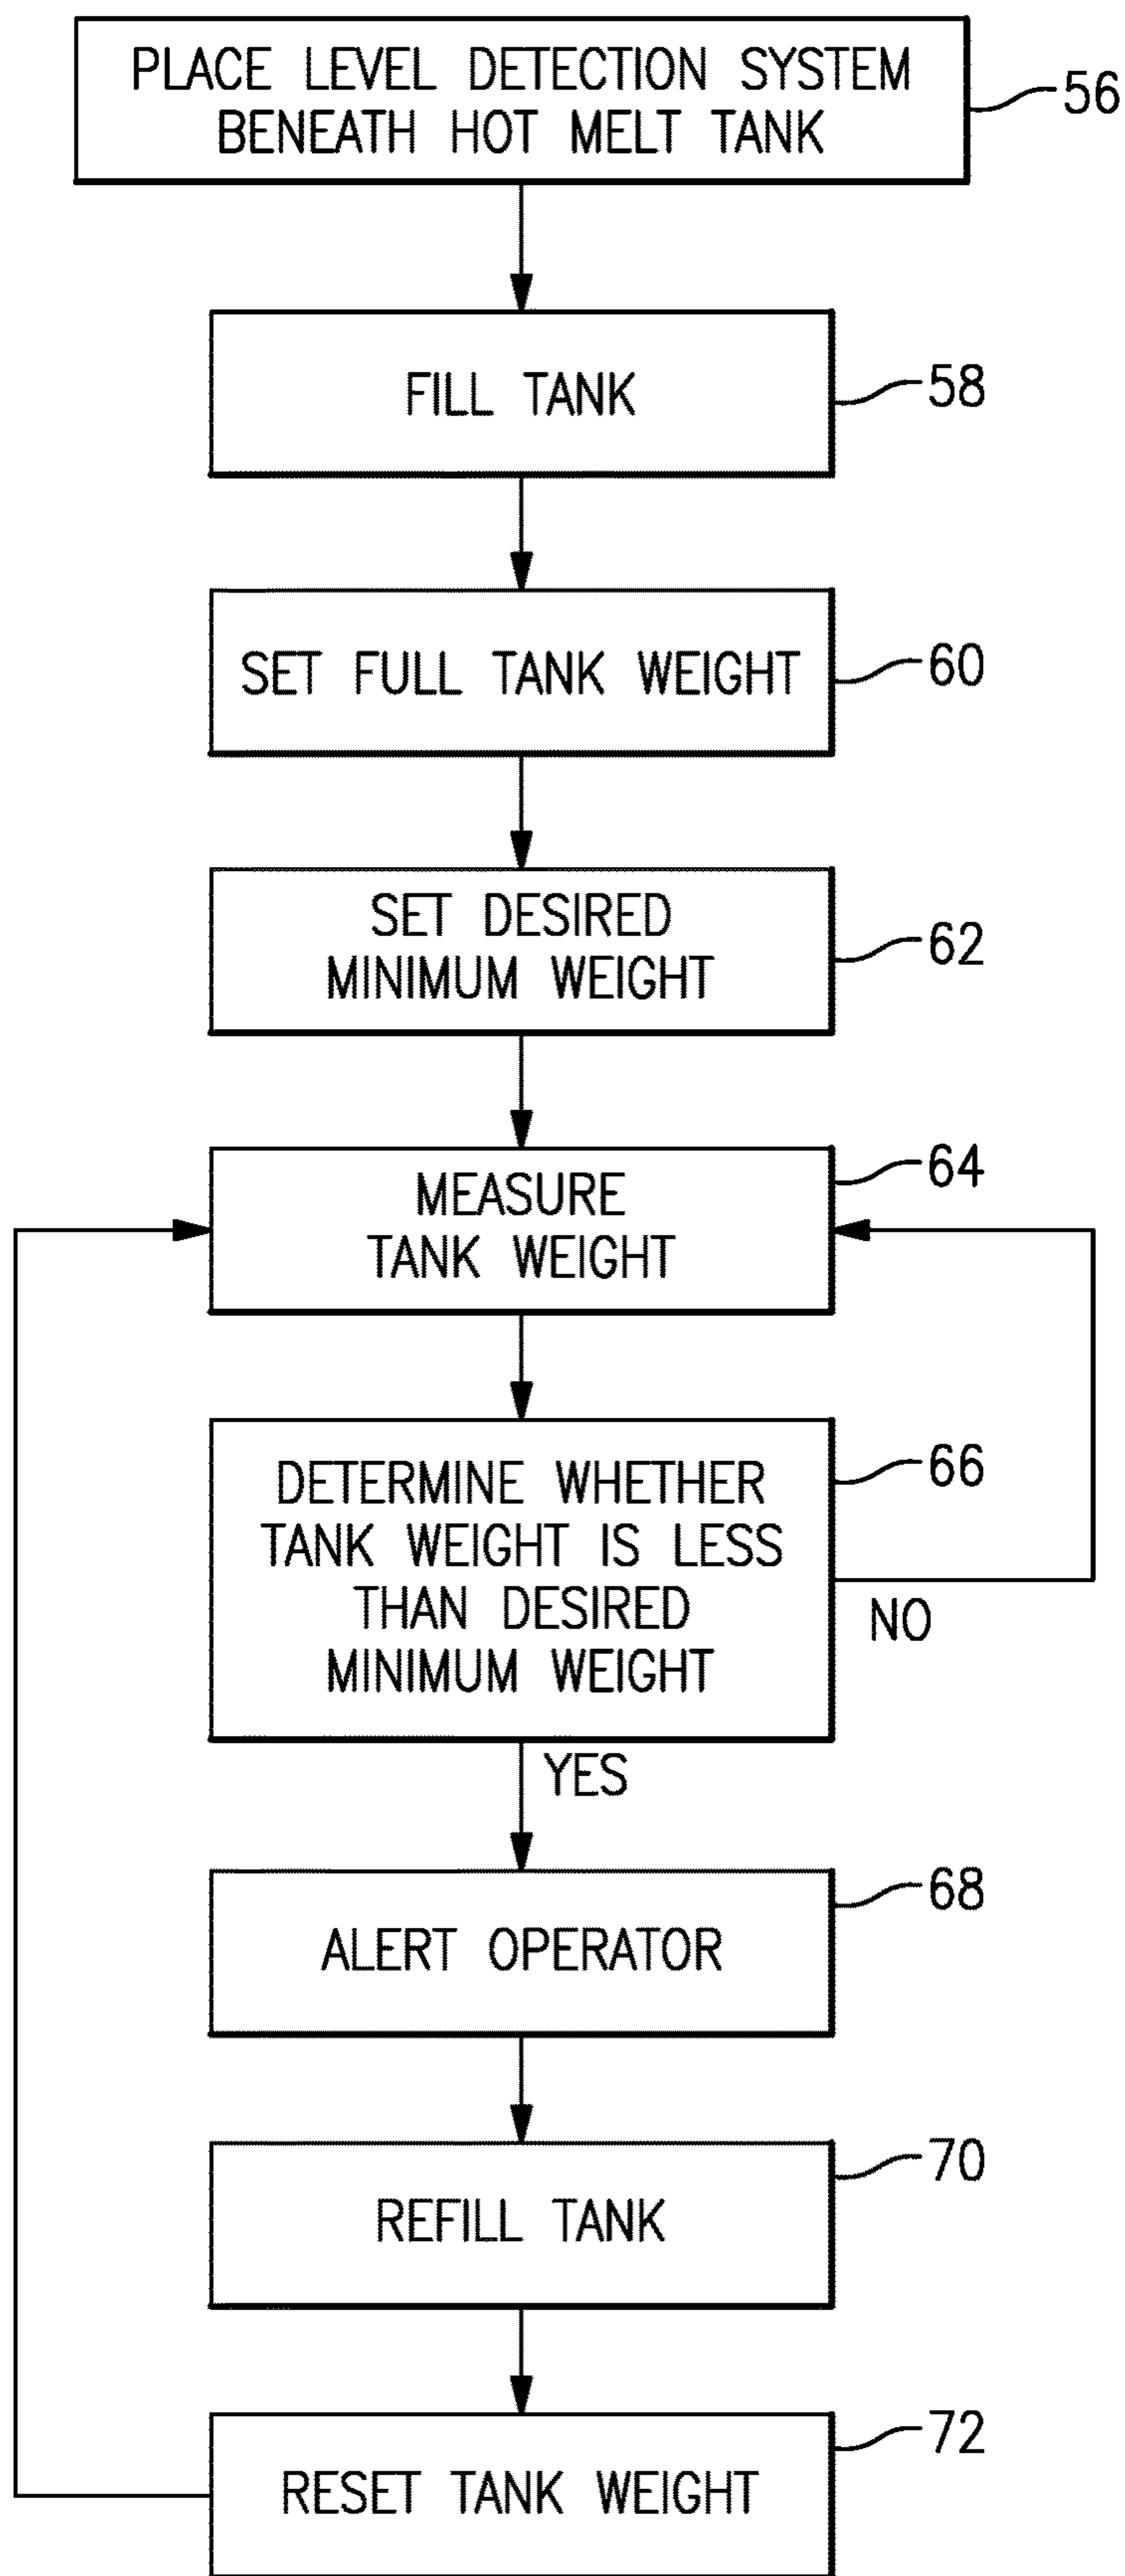 PLACE LEVEL DETECTION SYSTEM
BENEATH HOT MELT TANK
56
FILL TANK
58
SET FULL TANK WEIGHT
60
SET DESIRED
MINIMUM WEIGHT
62
MEASURE
TANK WEIGHT
64
DETERMINE WHETHER
TANK WEIGHT IS LESS
THAN DESIRED
MINIMUM WEIGHT
66
NO
YES
ALERT OPERATOR
68
REFILL TANK
70
RESET TANK WEIGHT
72